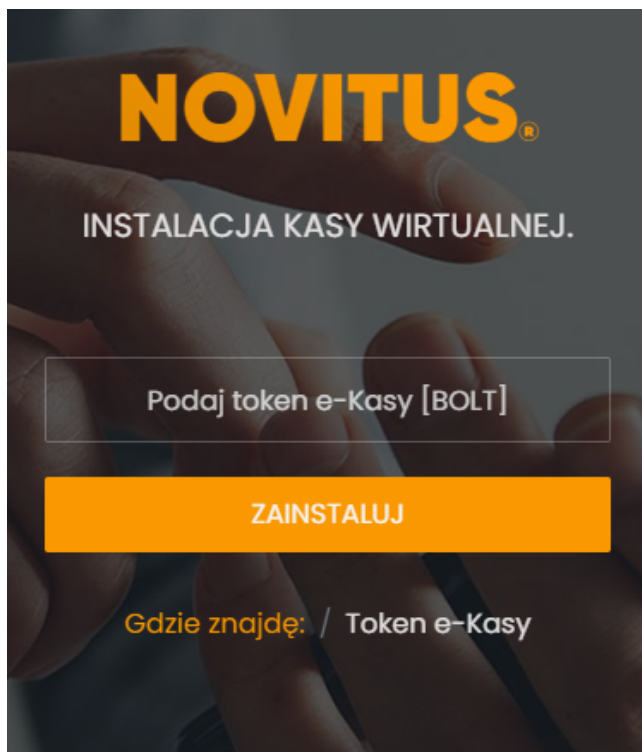 NOVITUS®
INSTALACJA KASY WIRTUALNEJ.
Podaj token e-Kasy [BOLT]
ZAINSTALUJ
Gdzie znajdę: / Token e-Kasy